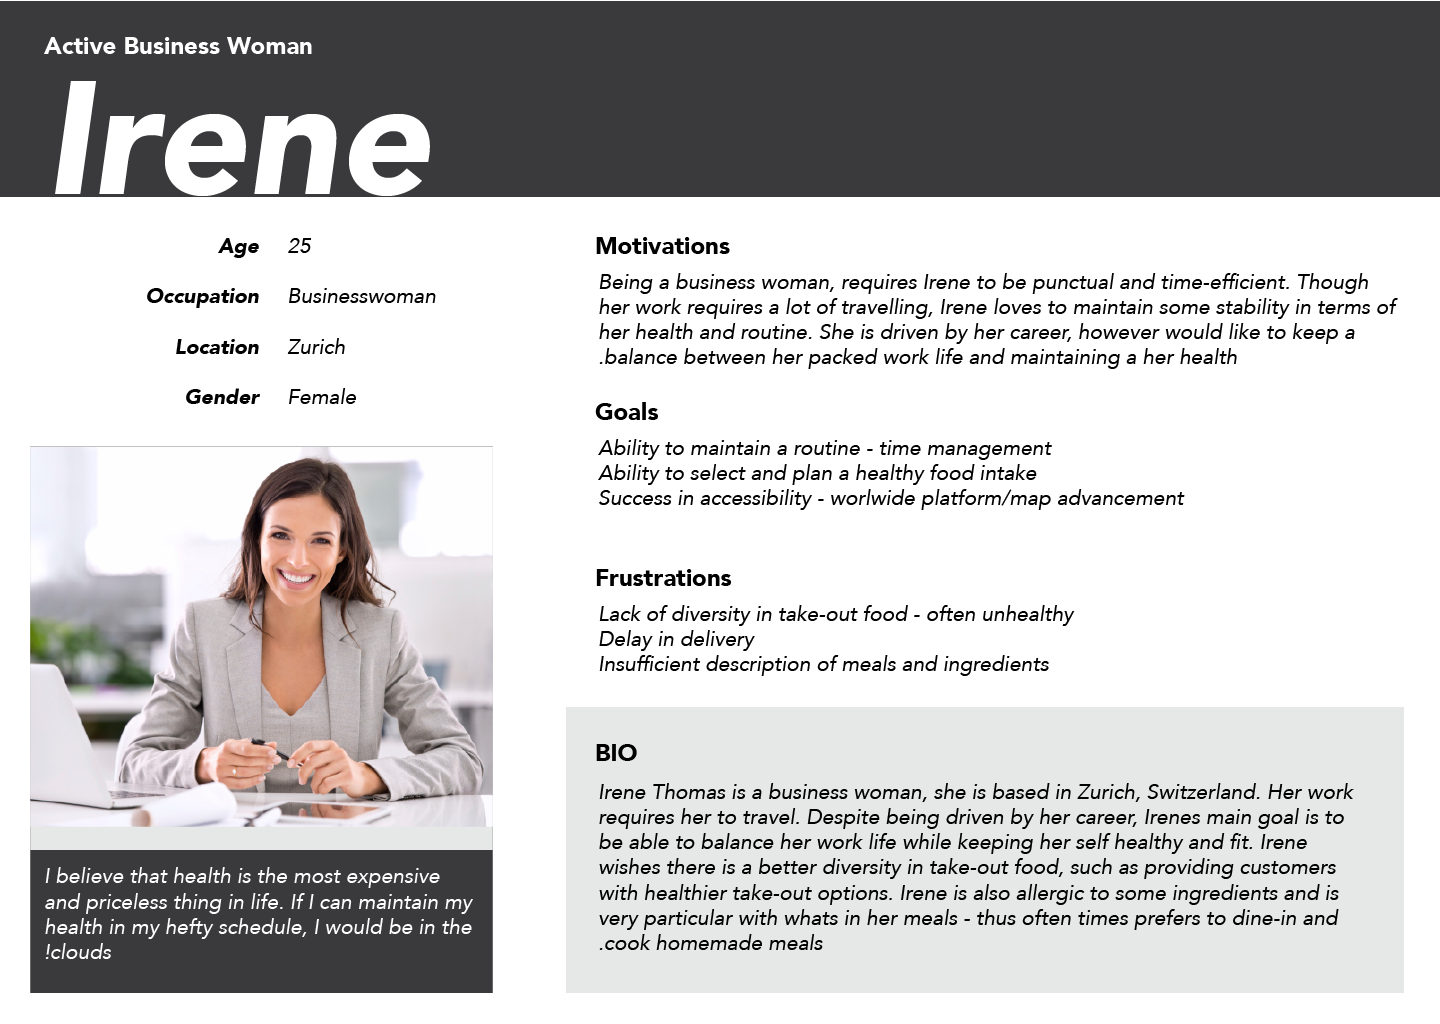 Active Business Woman
Irene
Age 25
Occupation Businesswoman
Location Zurich
Gender Female
I believe that health is the most expensive
and priceless thing in life. If I can maintain my
health in my hefty schedule, I would be in the
!clouds
Motivations
Being a business woman, requires Irene to be punctual and time-efficient. Though
her work requires a lot of travelling, Irene loves to maintain some stability in terms of
her health and routine. She is driven by her career, however would like to keep a
.balance between her packed work life and maintaining a her health
Goals
Ability to maintain a routine - time management
Ability to select and plan a healthy food intake
Success in accessibility - worlwide platform/map advancement
Frustrations
Lack of diversity in take-out food - often unhealthy
Delay in delivery
Insufficient description of meals and ingredients
BIO
Irene Thomas is a business woman, she is based in Zurich, Switzerland. Her work
requires her to travel. Despite being driven by her career, Irenes main goal is to
be able to balance her work life while keeping her self healthy and fit. Irene
wishes there is a better diversity in take-out food, such as providing customers
with healthier take-out options. Irene is also allergic to some ingredients and is
very particular with whats in her meals - thus often times prefers to dine-in and
.cook homemade meals